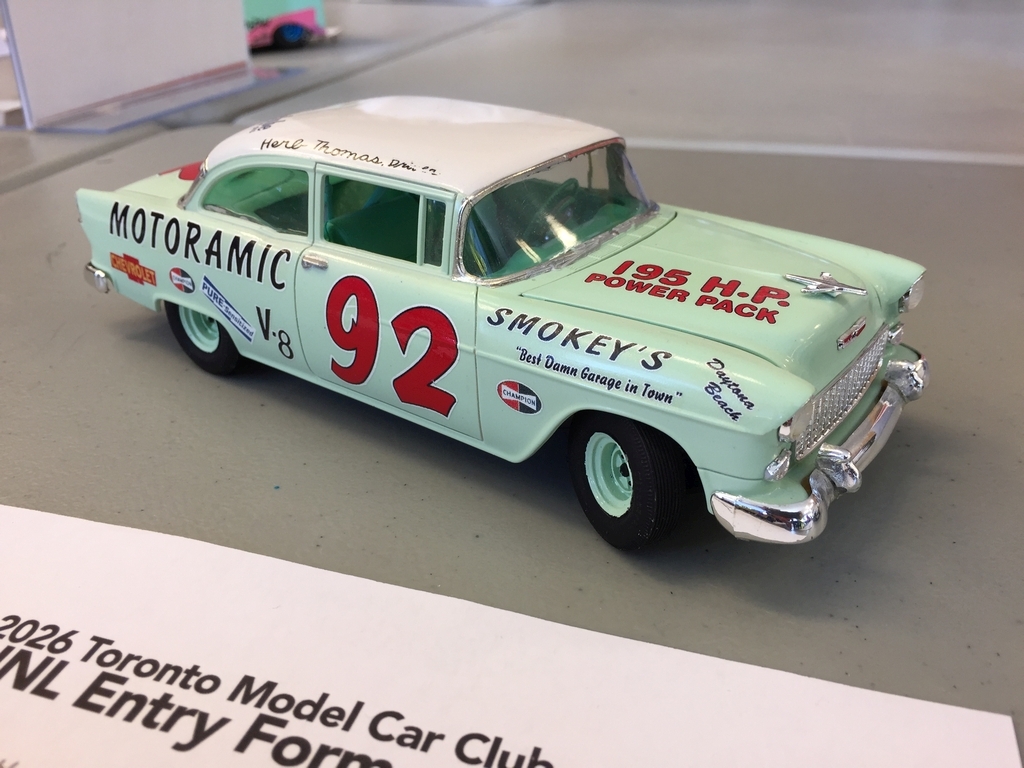 Herb Thomas, Driver
MOTORAMIC
CHEVROLET
PURE
V-8
92
195 H.P.
POWER PACK
SMOKEY'S
"Best Damn Garage in Town"
CHAMPION
Daytona
Beach
2026 Toronto Model Car Club
NNL Entry Form